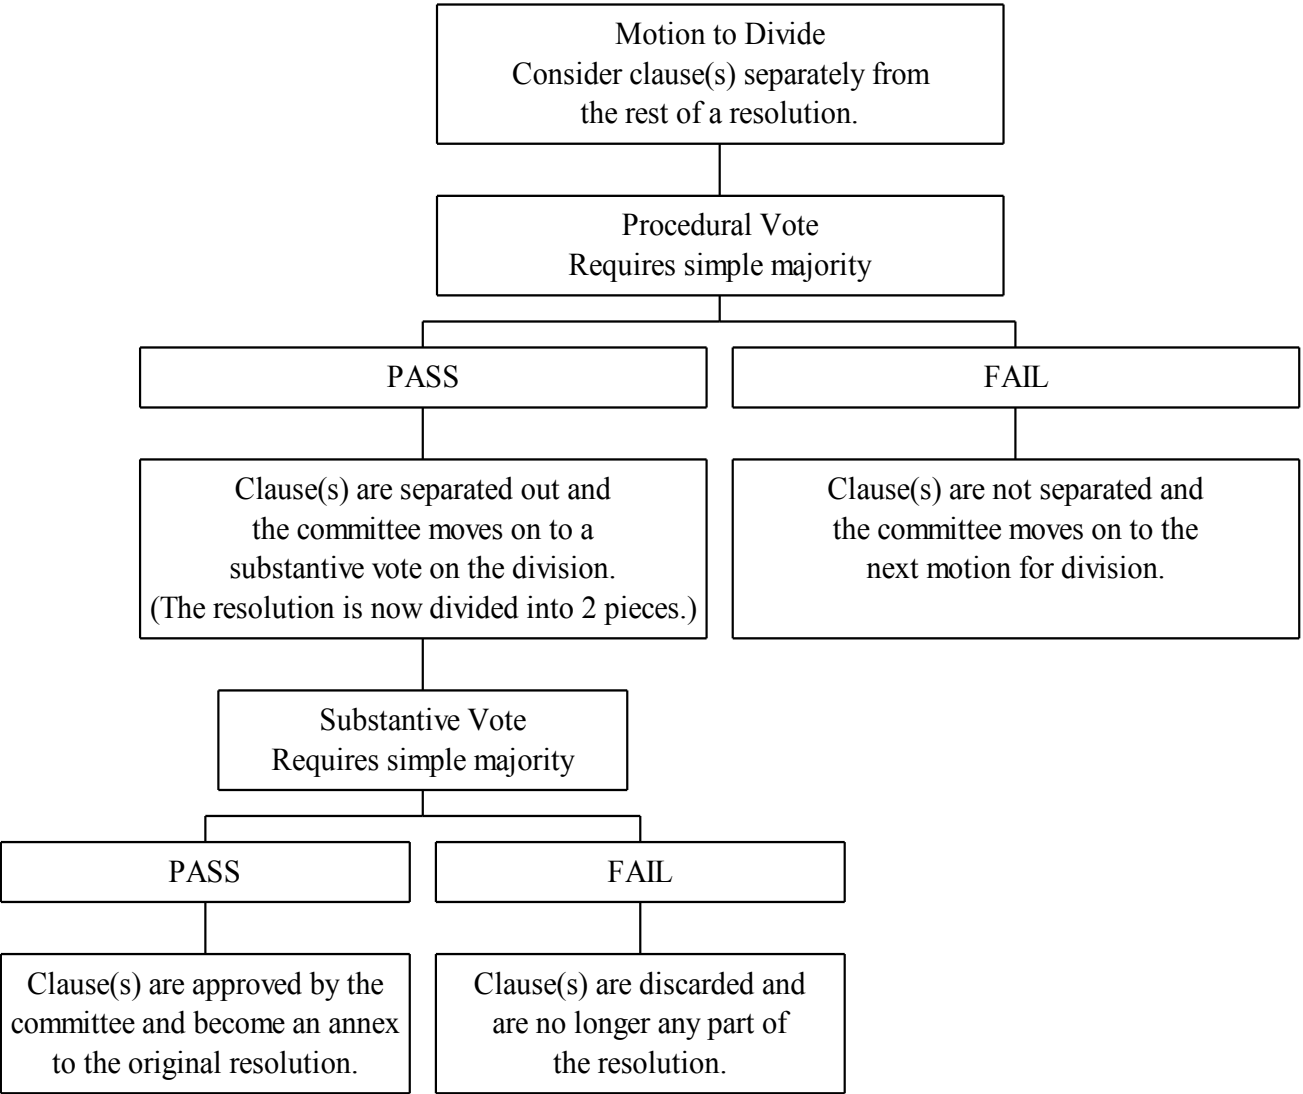 Motion to Divide
Consider clause(s) separately from
the rest of a resolution.
Procedural Vote
Requires simple majority
PASS
FAIL
Clause(s) are separated out and
the committee moves on to a
substantive vote on the division.
(The resolution is now divided into 2 pieces.)
Clause(s) are not separated and
the committee moves on to the
next motion for division.
Substantive Vote
Requires simple majority
PASS
FAIL
Clause(s) are approved by the
committee and become an annex
to the original resolution.
Clause(s) are discarded and
are no longer any part of
the resolution.